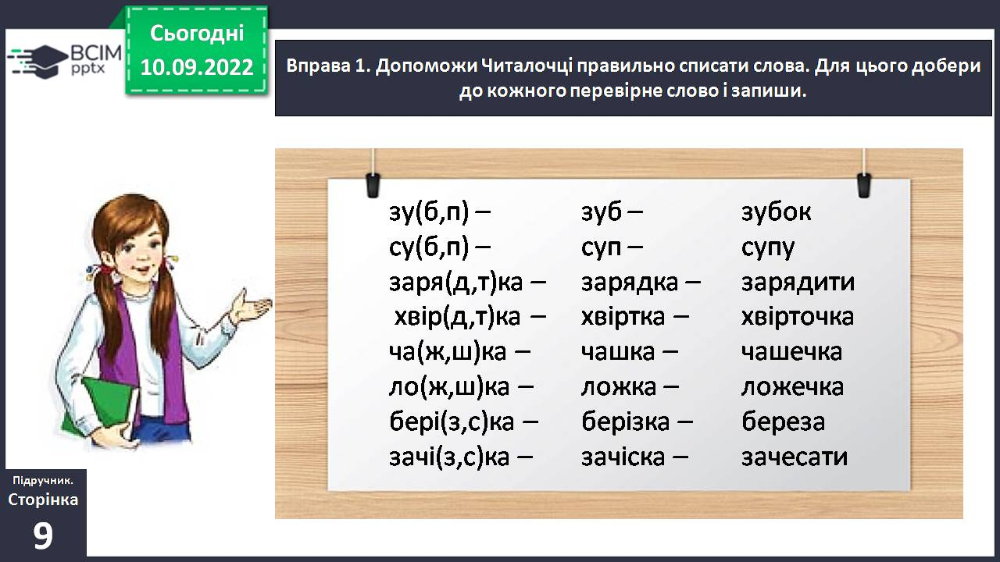 Сьогодні
10.09.2022
ВСІМ
pptx
Вправа 1. Допоможи Читалочці правильно списати слова. Для цього добери
до кожного перевірне слово і запиши.
зу(б,п) – зуб – зубок
су(б,п) – суп – супу
заря(д,т)ка – зарядка – зарядити
хвір(д,т)ка – хвіртка – хвірточка
ча(ж,ш)ка – чашка – чашечка
ло(ж,ш)ка – ложка – ложечка
бері(з,с)ка – берізка – береза
зачі(з,с)ка – зачіска – зачесати
Підручник.
Сторінка
9